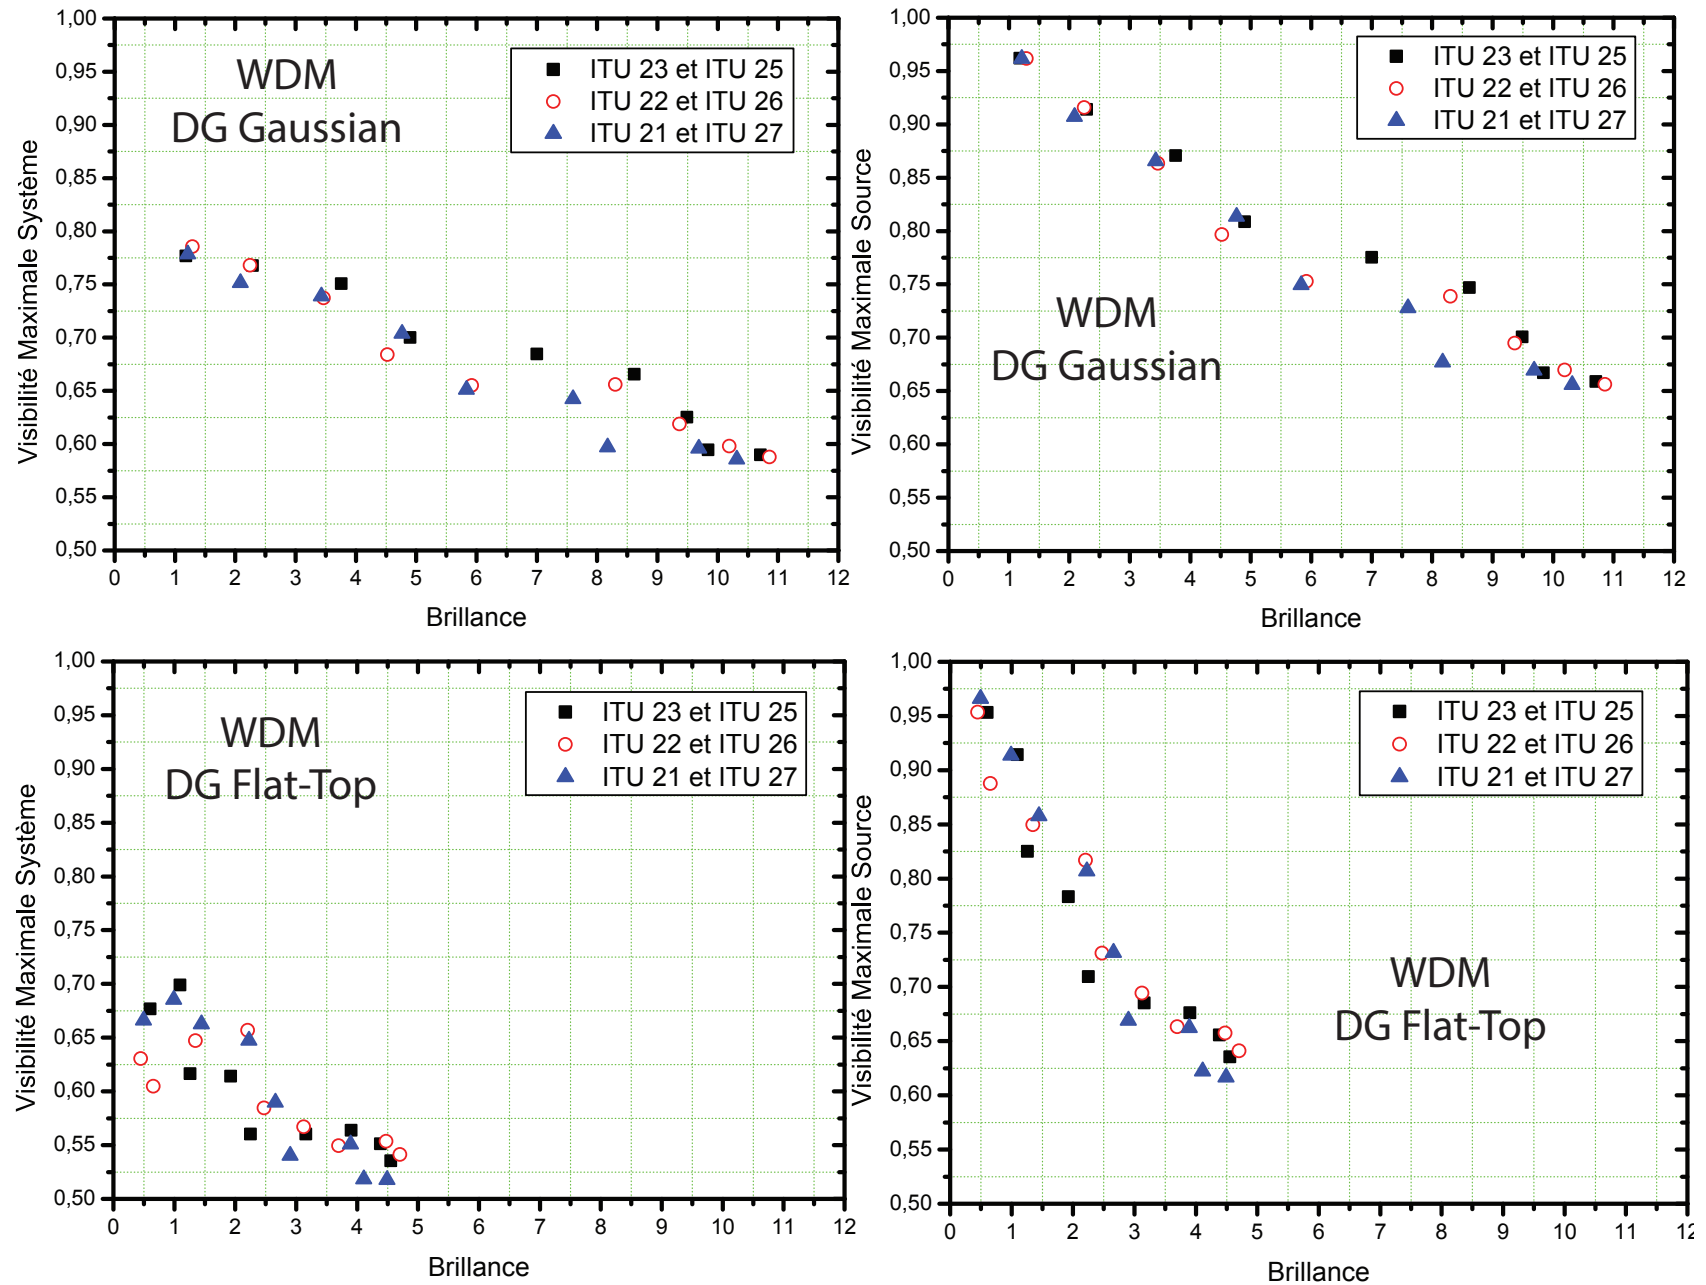 WDM
DG Gaussian
ITU 23 et ITU 25
ITU 22 et ITU 26
ITU 21 et ITU 27
Visibilité Maximale Système
1,00
0,95
0,90
0,85
0,80
0,75
0,70
0,65
0,60
0,55
0,50
0 1 2 3 4 5 6 7 8 9 10 11 12
Brillance
WDM
DG Gaussian
ITU 23 et ITU 25
ITU 22 et ITU 26
ITU 21 et ITU 27
Visibilité Maximale Source
1,00
0,95
0,90
0,85
0,80
0,75
0,70
0,65
0,60
0,55
0,50
0 1 2 3 4 5 6 7 8 9 10 11 12
Brillance
WDM
DG Flat-Top
ITU 23 et ITU 25
ITU 22 et ITU 26
ITU 21 et ITU 27
Visibilité Maximale Système
1,00
0,95
0,90
0,85
0,80
0,75
0,70
0,65
0,60
0,55
0,50
0 1 2 3 4 5 6 7 8 9 10 11 12
Brillance
WDM
DG Flat-Top
ITU 23 et ITU 25
ITU 22 et ITU 26
ITU 21 et ITU 27
Visibilité Maximale Source
1,00
0,95
0,90
0,85
0,80
0,75
0,70
0,65
0,60
0,55
0,50
0 1 2 3 4 5 6 7 8 9 10 11 12
Brillance